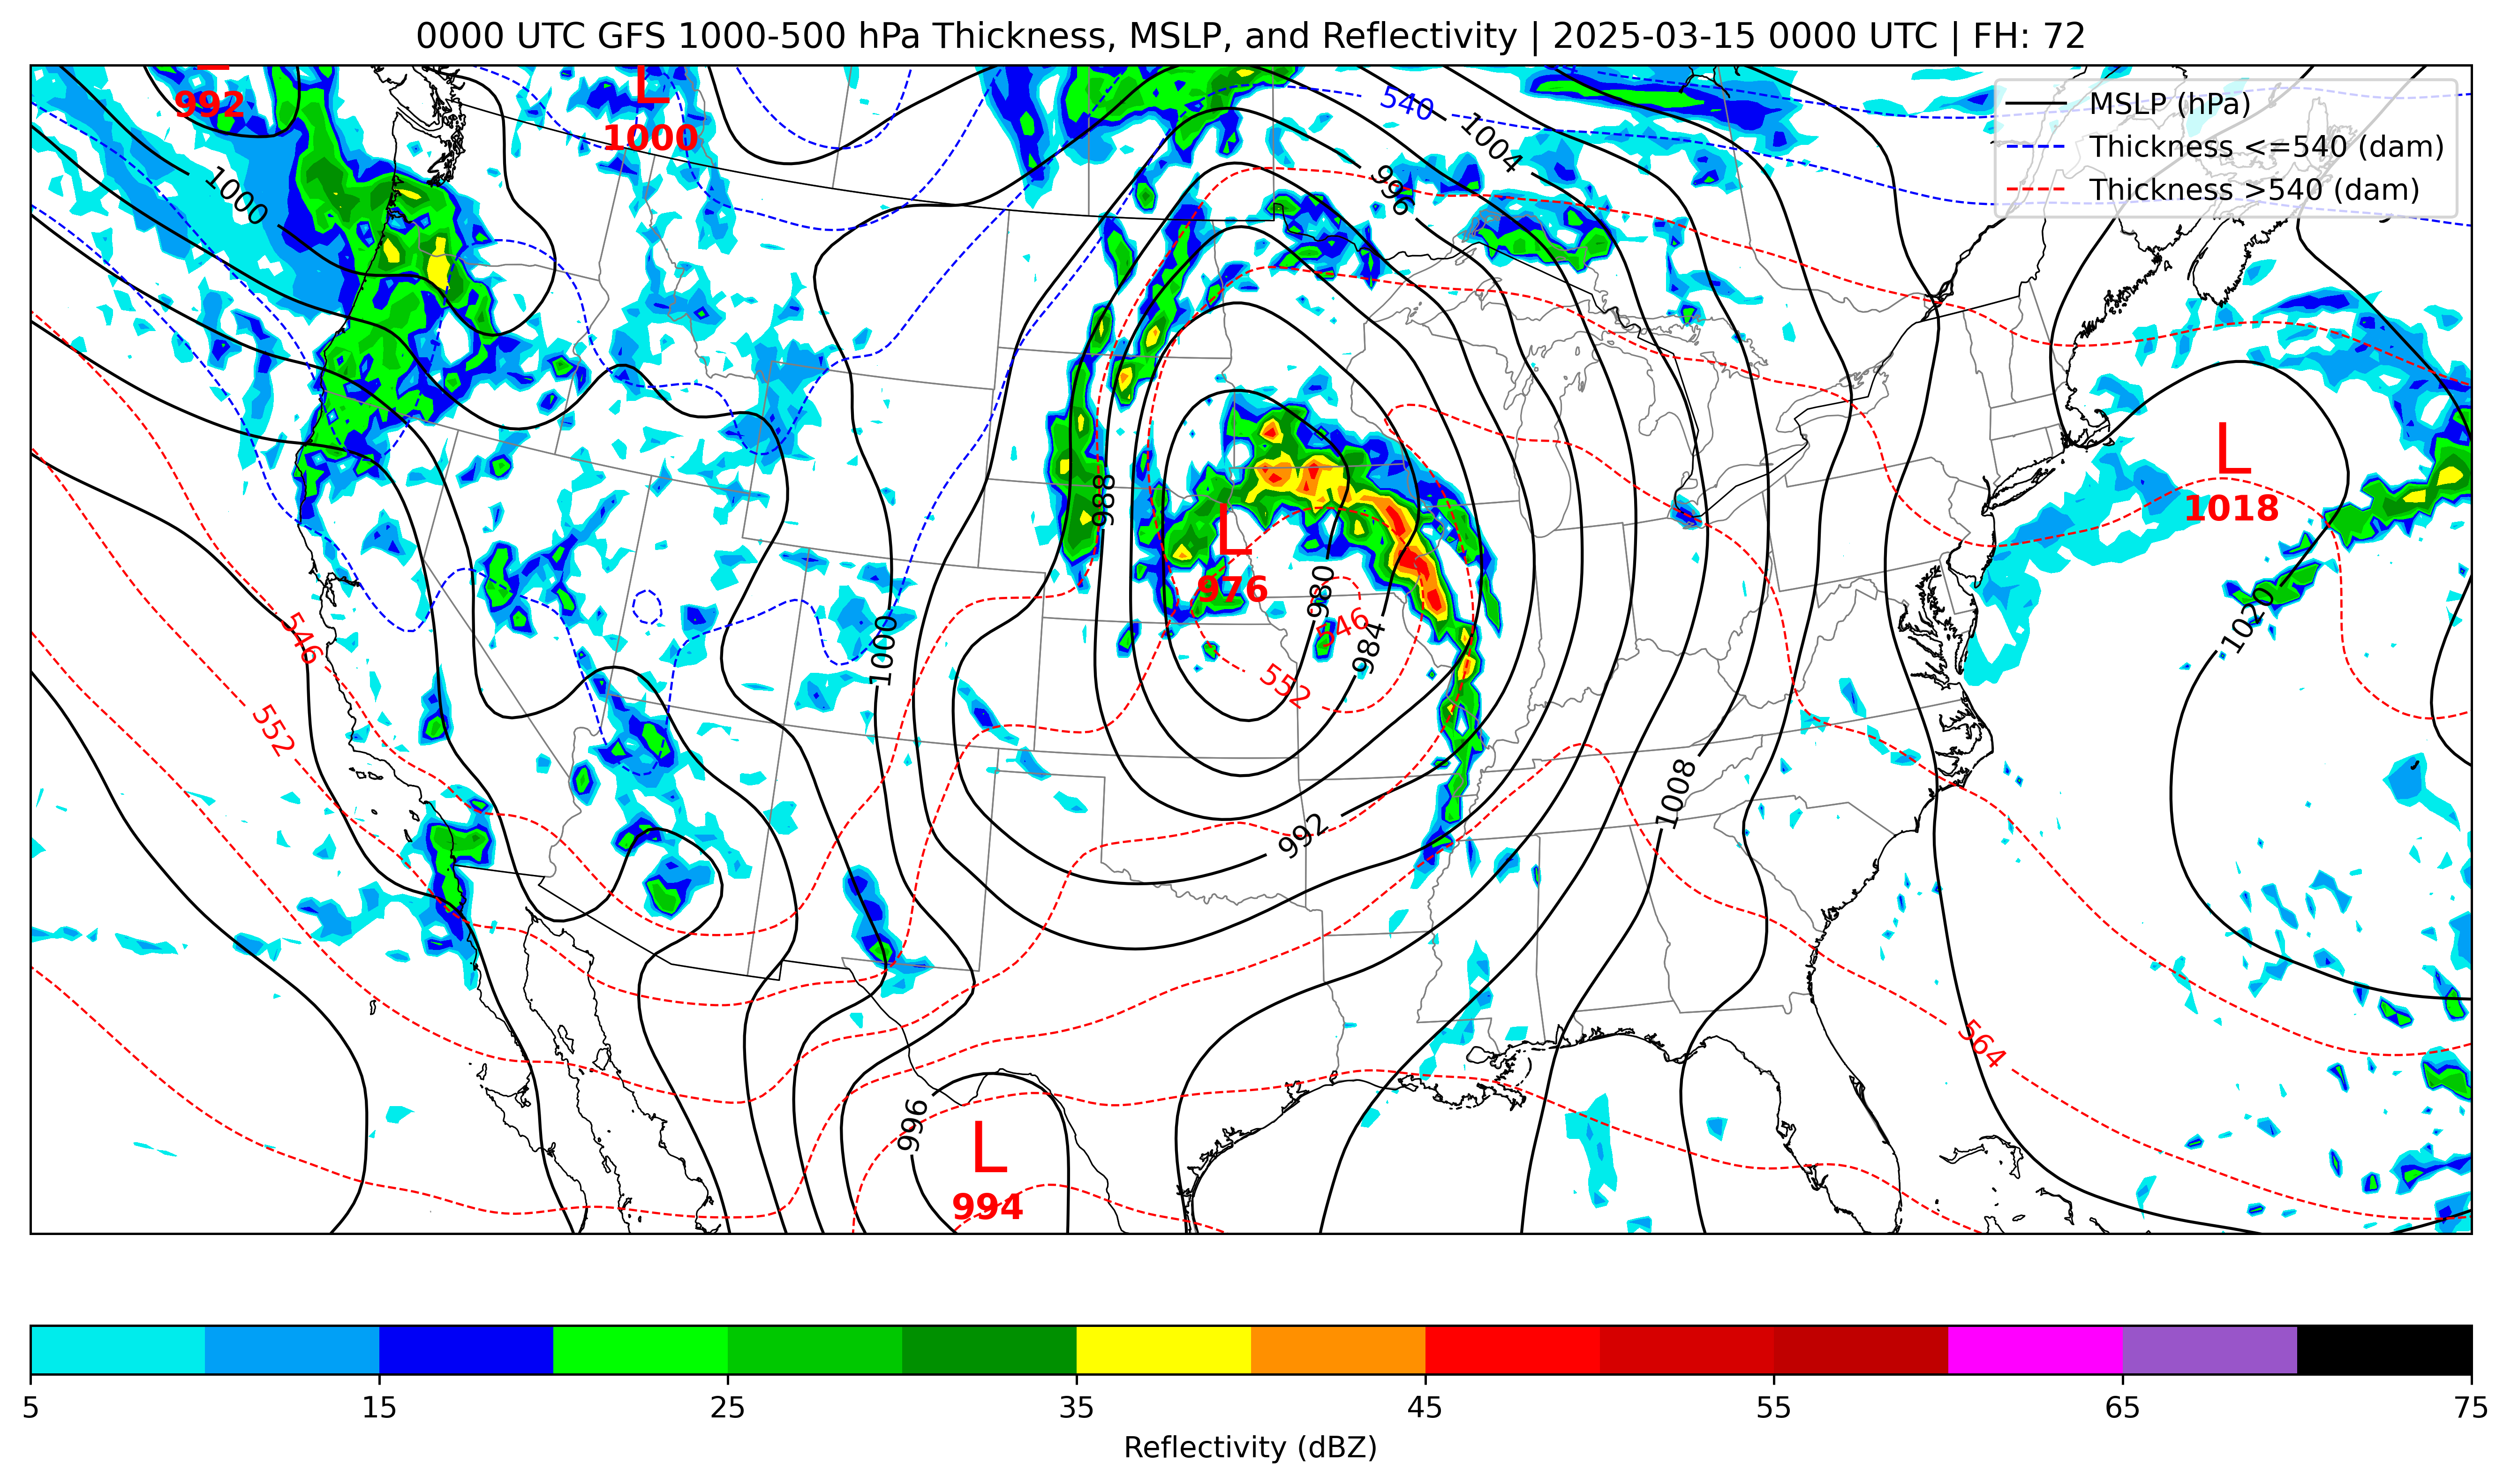 0000 UTC GFS 1000-500 hPa Thickness, MSLP, and Reflectivity | 2025-03-15 0000 UTC | FH: 72
MSLP (hPa)
Thickness <=540 (dam)
Thickness >540 (dam)
L
992
L
1000
540
1004
996
1000
L
1018
988
L
976
980
546
984
552
1000
1020
546
552
1008
992
564
996
L
994
5 15 25 35 45 55 65 75
Reflectivity (dBZ)